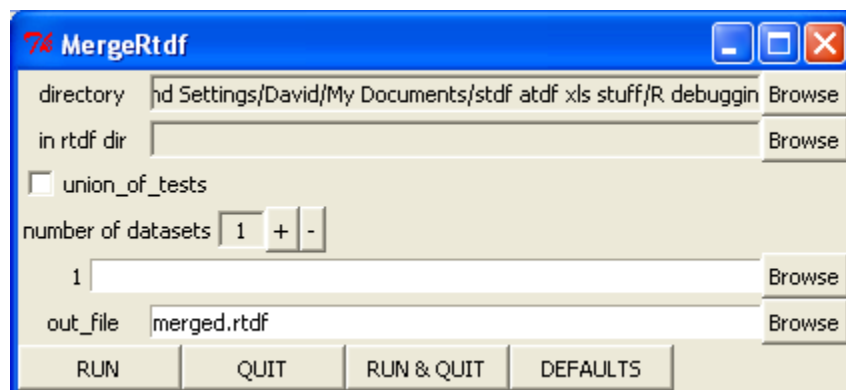 7k MergeRtdf
directory nd Settings/David/My Documents/stdf atdf xls stuff/R debuggin Browse
in rtdf dir Browse
union_of_tests
number of datasets 1 + -
1 Browse
out_file merged.rtdf Browse
RUN QUIT RUN & QUIT DEFAULTS